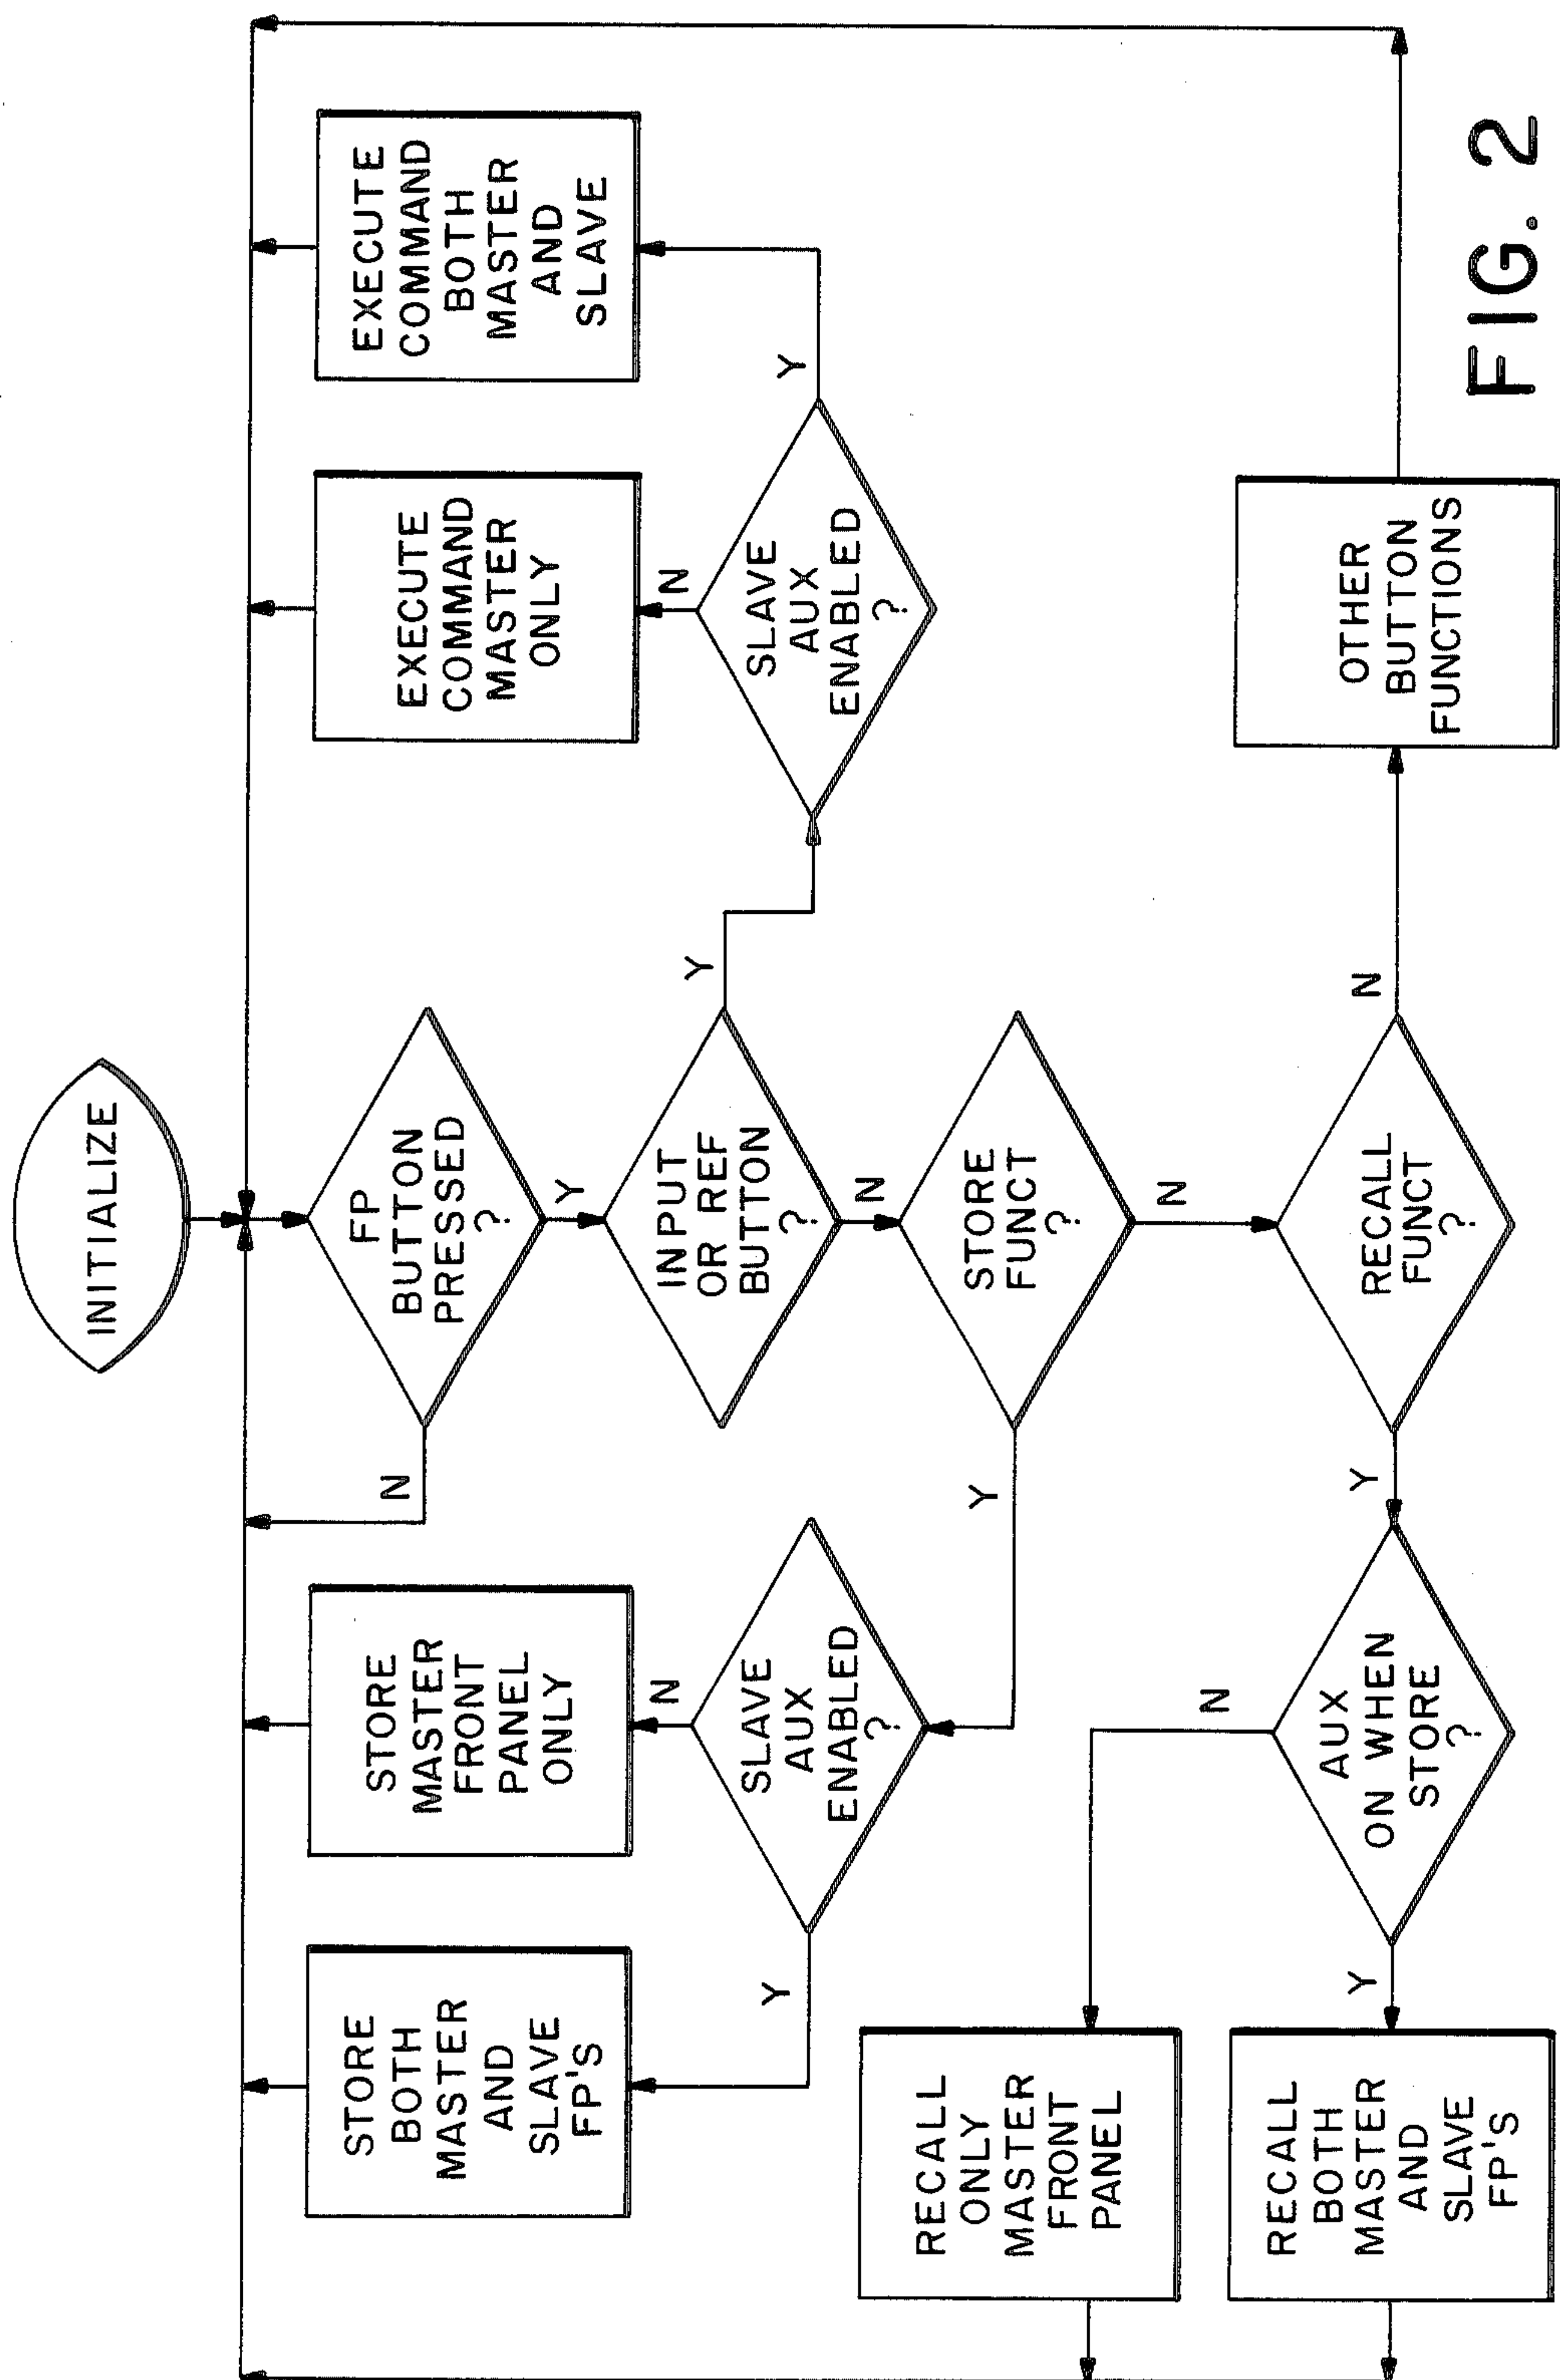 INITIALIZE
FP
BUTTON
PRESSED
?
N
Y
INPUT
OR REF
BUTTON
?
Y
N
SLAVE
AUX
ENABLED
?
N
Y
EXECUTE
COMMAND
MASTER
ONLY
EXECUTE
COMMAND
BOTH
MASTER
AND
SLAVE
STORE
FUNCT
?
Y
N
SLAVE
AUX
ENABLED
?
N
Y
STORE
MASTER
FRONT
PANEL
ONLY
STORE
BOTH
MASTER
AND
SLAVE
FP'S
RECALL
FUNCT
?
Y
N
AUX
ON WHEN
STORE
?
N
Y
RECALL
ONLY
MASTER
FRONT
PANEL
RECALL
BOTH
MASTER
AND
SLAVE
FP'S
OTHER
BUTTON
FUNCTIONS
FIG. 2